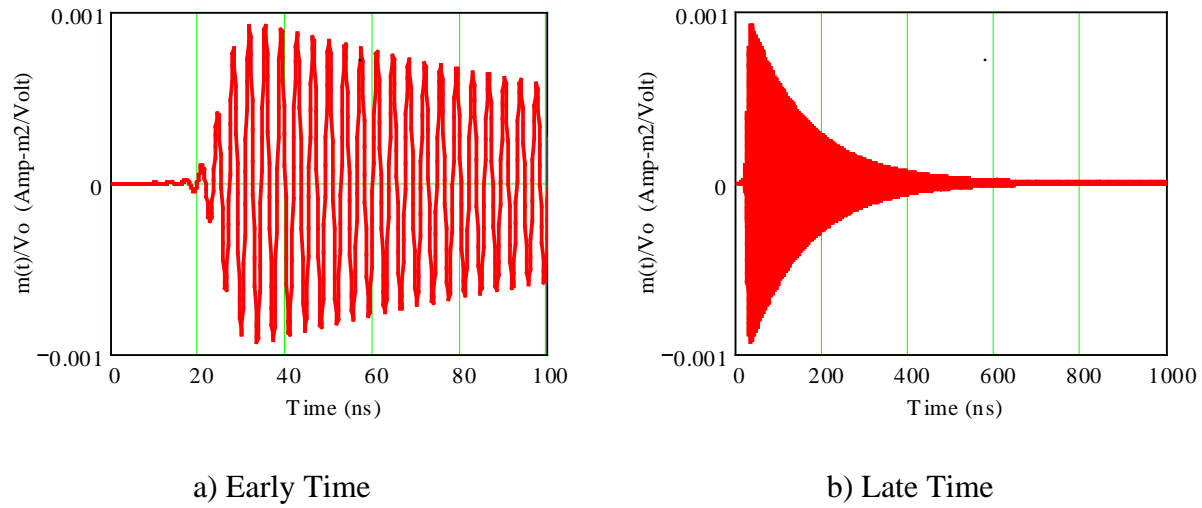 0.001
m(t)/Vo (Amp-m2/Volt)
0
−0.001
0 20 40 60 80 100
Time (ns)
a) Early Time
0.001
m(t)/Vo (Amp-m2/Volt)
0
−0.001
0 200 400 600 800 1000
Time (ns)
b) Late Time